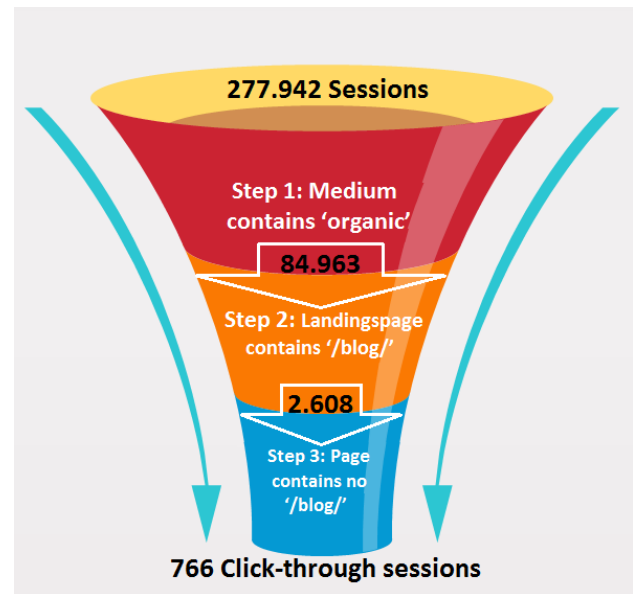 277.942 Sessions
Step 1: Medium
contains ‘organic’
84.963
Step 2: Landingspage
contains ‘/blog/’
2.608
Step 3: Page
contains no
‘/blog/’
766 Click-through sessions